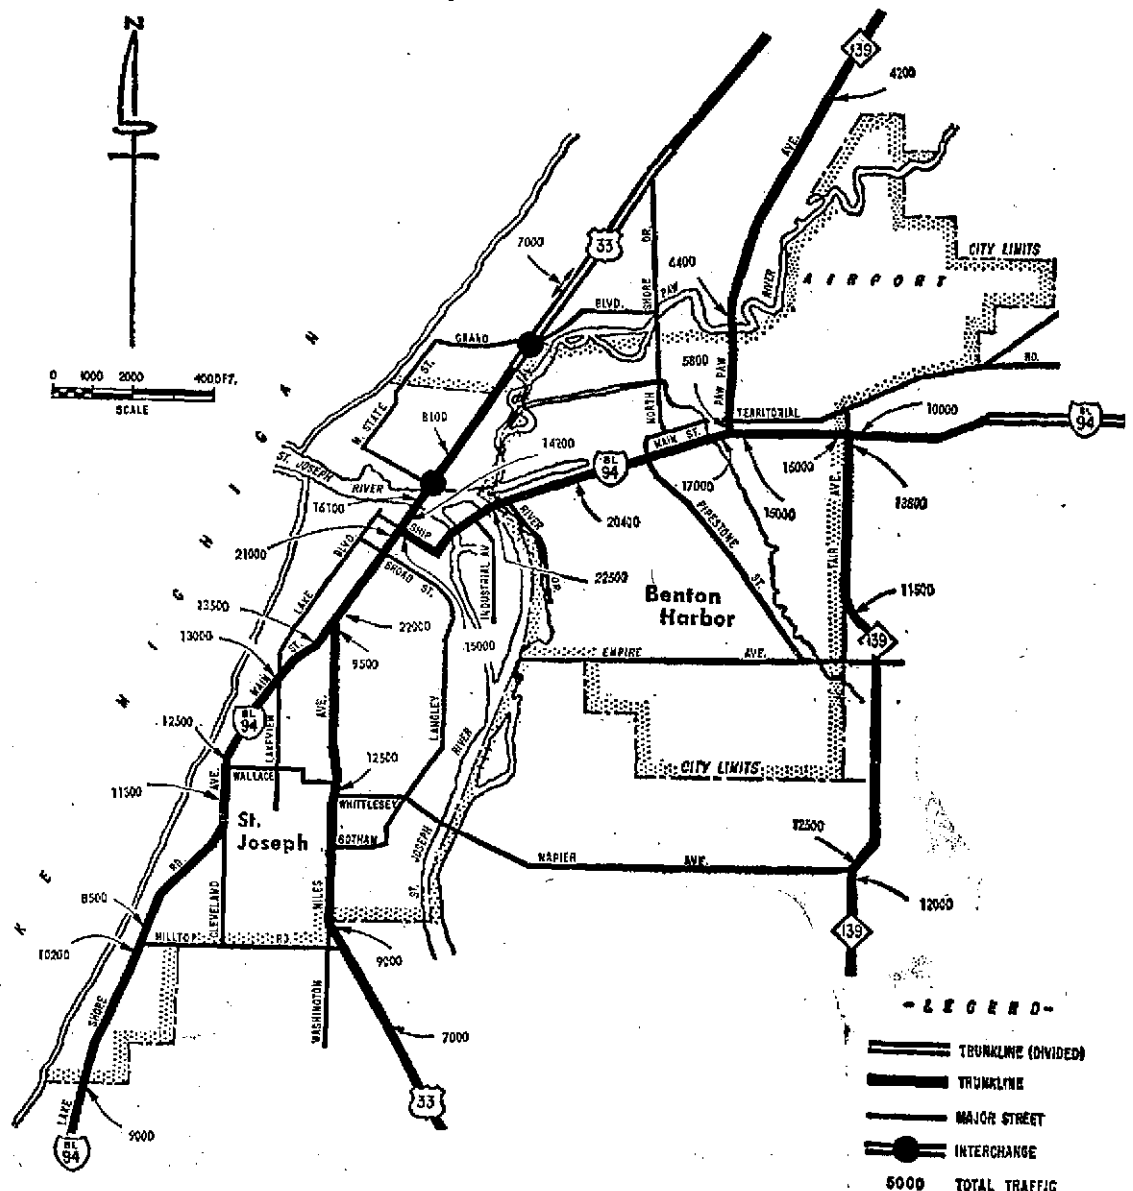 N
139
4200
AVE.
33
7000
DR.
4400
PAW
RIVER
CITY LIMITS
AIRPORT
BLVD.
SHORE
GRAND
ST.
5800
PAW PAW
RD.
0 1000 2000 4000 FT.
SCALE
N. STATE
8100
NORTH
TERRITORIAL
10000
BL
94
MAIN ST.
14200
BL
94
ST. JOSEPH
RIVER
17000
15000
16000
13800
16100
20400
PIPESTONE
ST.
FAIR
AVE.
SHIP
RIVER
DR.
21000
BLVD.
BROAD
ST.
INDUSTRIAL AV
22500
Benton
Harbor
11500
139
LAKE
13500
13000
ST.
22000
9500
15000
EMPIRE AVE.
MAIN
AVE.
LANGLEY
RIVER
BL
94
LAKEVIEW
12500
12500
CITY LIMITS
WALLACE
AVE.
11500
WHITTLESEY
St.
Joseph
GOTHAM
ST. JOSEPH
NAPIER AVE.
12500
12000
139
RD.
CLEVELAND
NILES
8500
HILLTOP RD.
10200
9000
SHORE
WASHINGTON
7000
33
LAKE
9000
BL
94
LAKE MICHIGAN
-LEGEND-
TRUNKLINE (DIVIDED)
TRUNKLINE
MAJOR STREET
INTERCHANGE
5000 TOTAL TRAFFIC